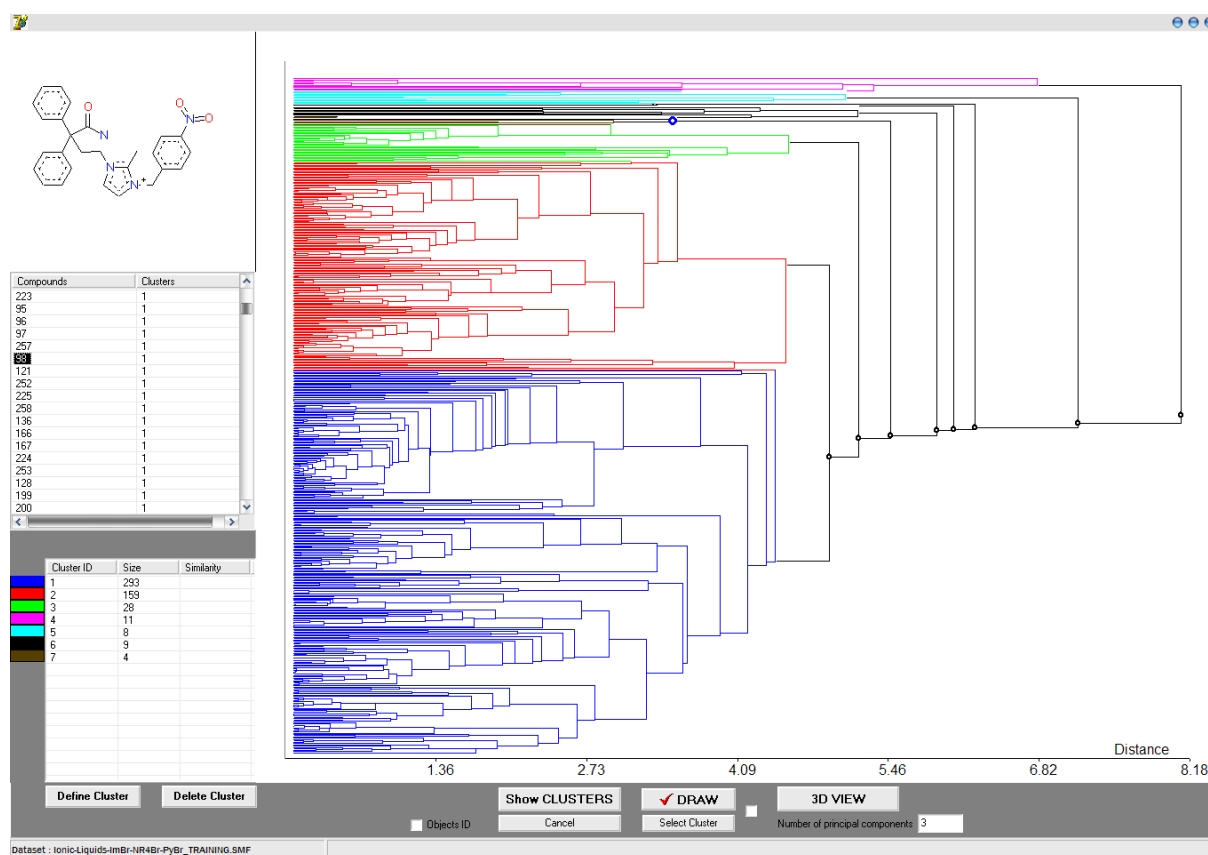 O
O
N
N
O
N
N
+
+
Compounds Clusters
223 1
95 1
96 1
97 1
257 1
98 1
121 1
252 1
225 1
258 1
136 1
166 1
167 1
224 1
253 1
128 1
199 1
200 1
Cluster ID Size Similarity
1 293
2 159
3 28
4 11
5 8
6 9
7 4
Define Cluster Delete Cluster
Distance
1.36 2.73 4.09 5.46 6.82 8.18
Show CLUSTERS DRAW 3D VIEW
Objects ID Cancel Select Cluster Number of principal components 3
Dataset : Ionic-Liquids-ImBr-NR4Br-PyBr_TRAINING.SMF